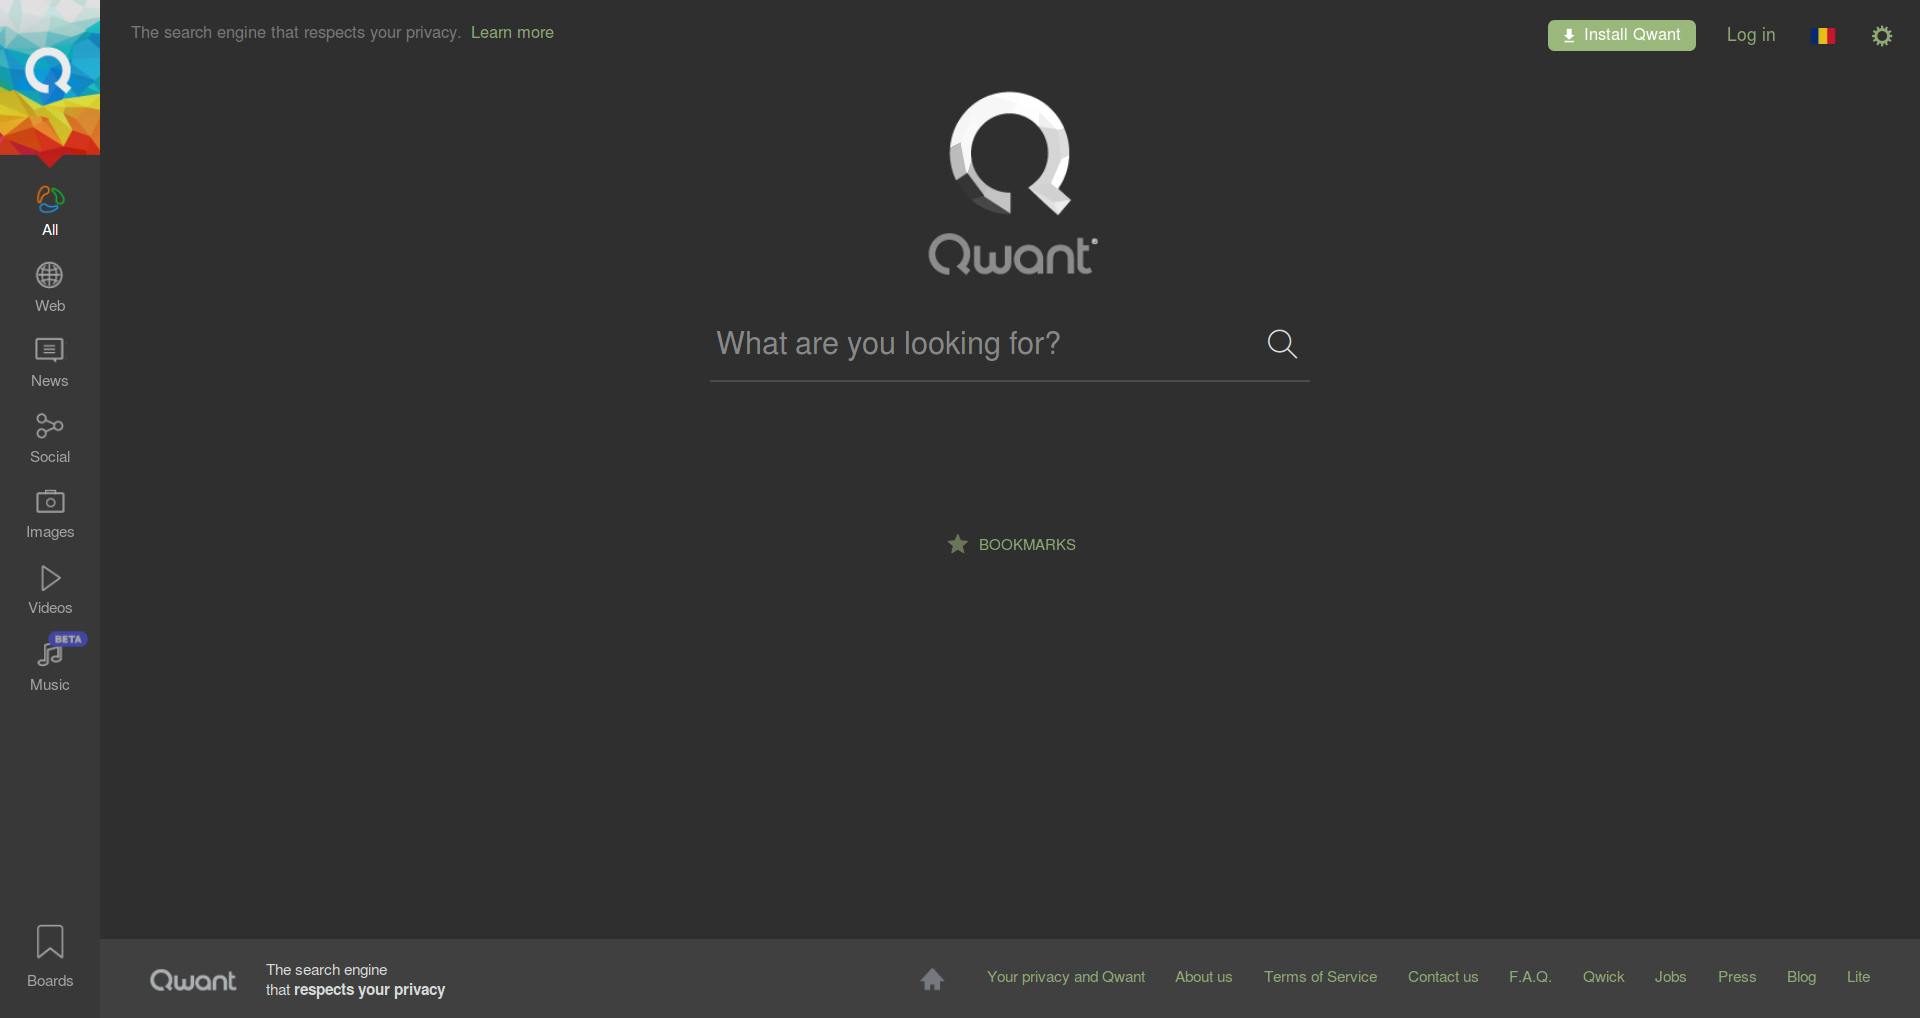 The search engine that respects your privacy. Learn more
Install Qwant
Log in
Qwant
What are you looking for?
BOOKMARKS
All
Web
News
Social
Images
Videos
BETA
Music
Boards
Qwant
The search engine
that respects your privacy
Your privacy and Qwant About us Terms of Service Contact us F.A.Q. Qwick Jobs Press Blog Lite